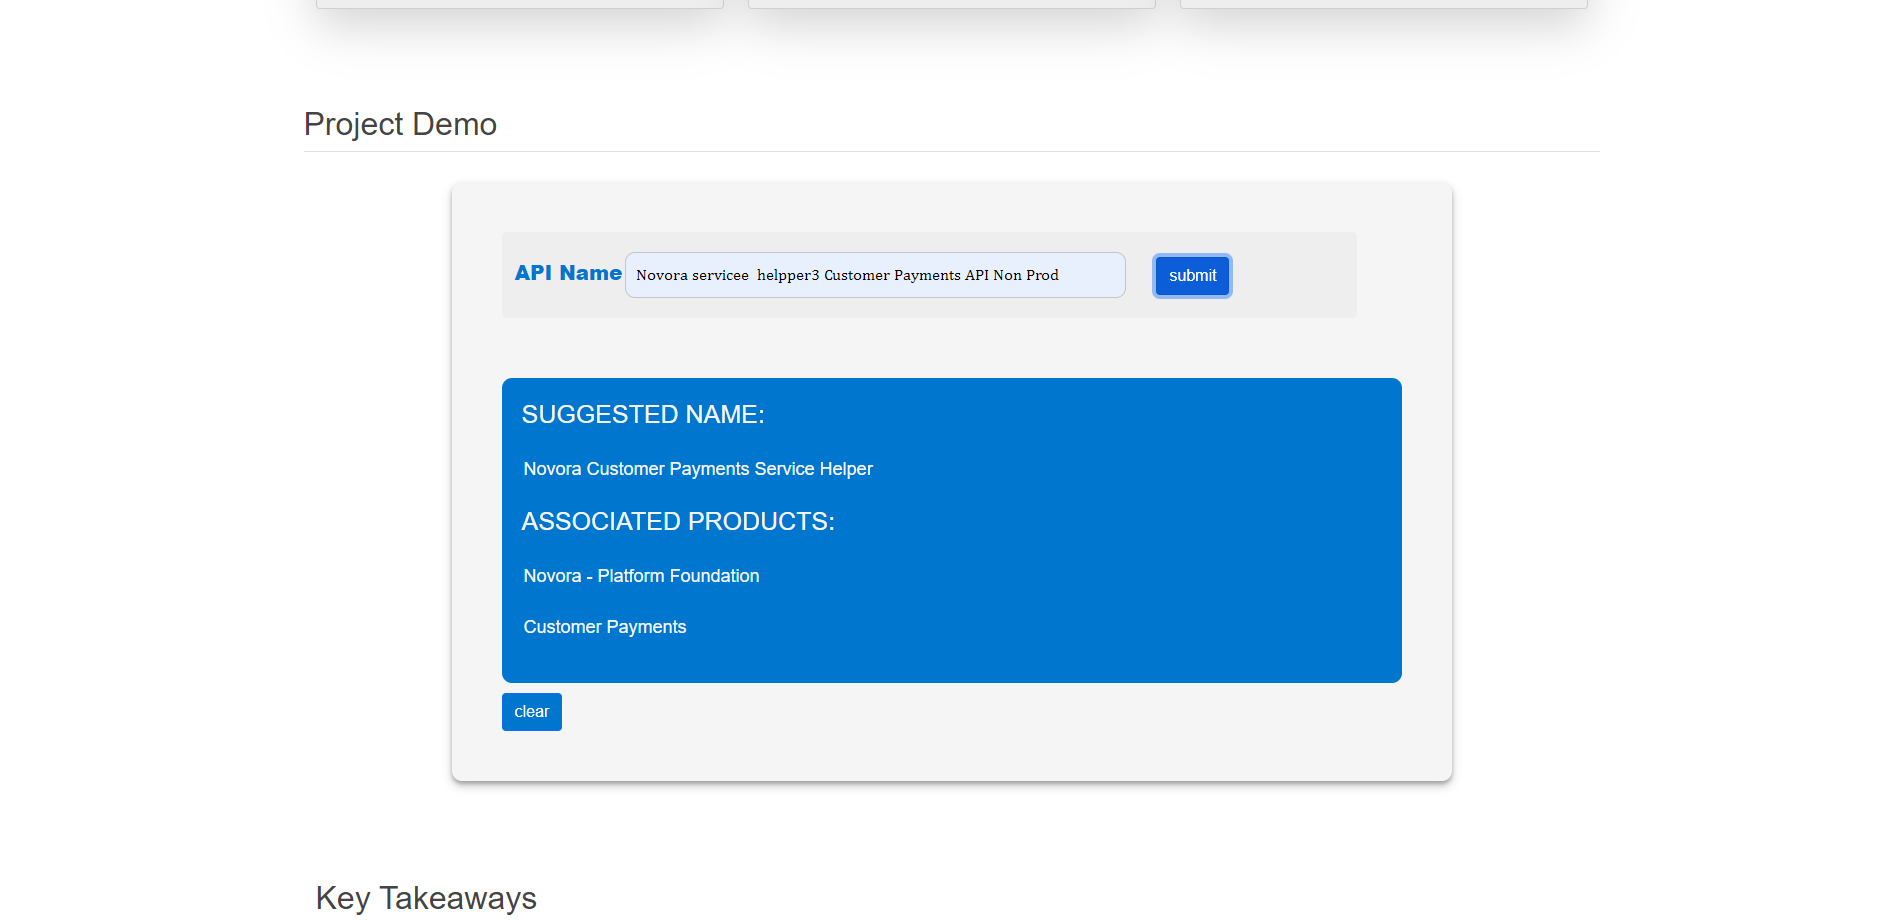 Project Demo
API Name Novora servicee  helpper3 Customer Payments API Non Prod submit
SUGGESTED NAME:
Novora Customer Payments Service Helper
ASSOCIATED PRODUCTS:
Novora - Platform Foundation
Customer Payments
clear
Key Takeaways